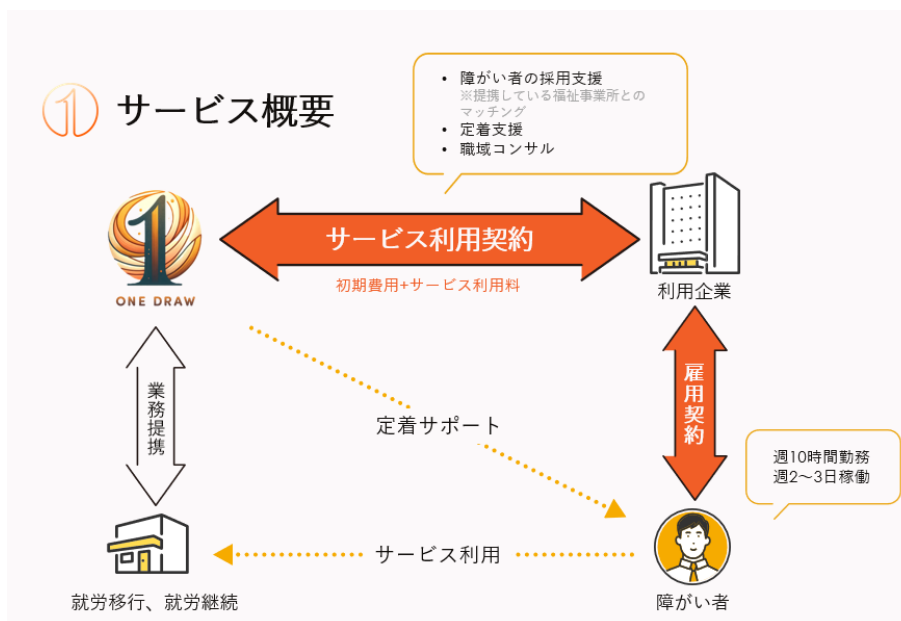 サービス概要
• 障がい者の採用支援
※提携している福祉事業所との
マッチング
• 定着支援
• 職域コンサル
1
ONE DRAW
サービス利用契約
初期費用+サービス利用料
利用企業
業務提携
定着サポート
雇用契約
週10時間勤務
週2〜3日稼働
サービス利用
就労移行、就労継続
障がい者